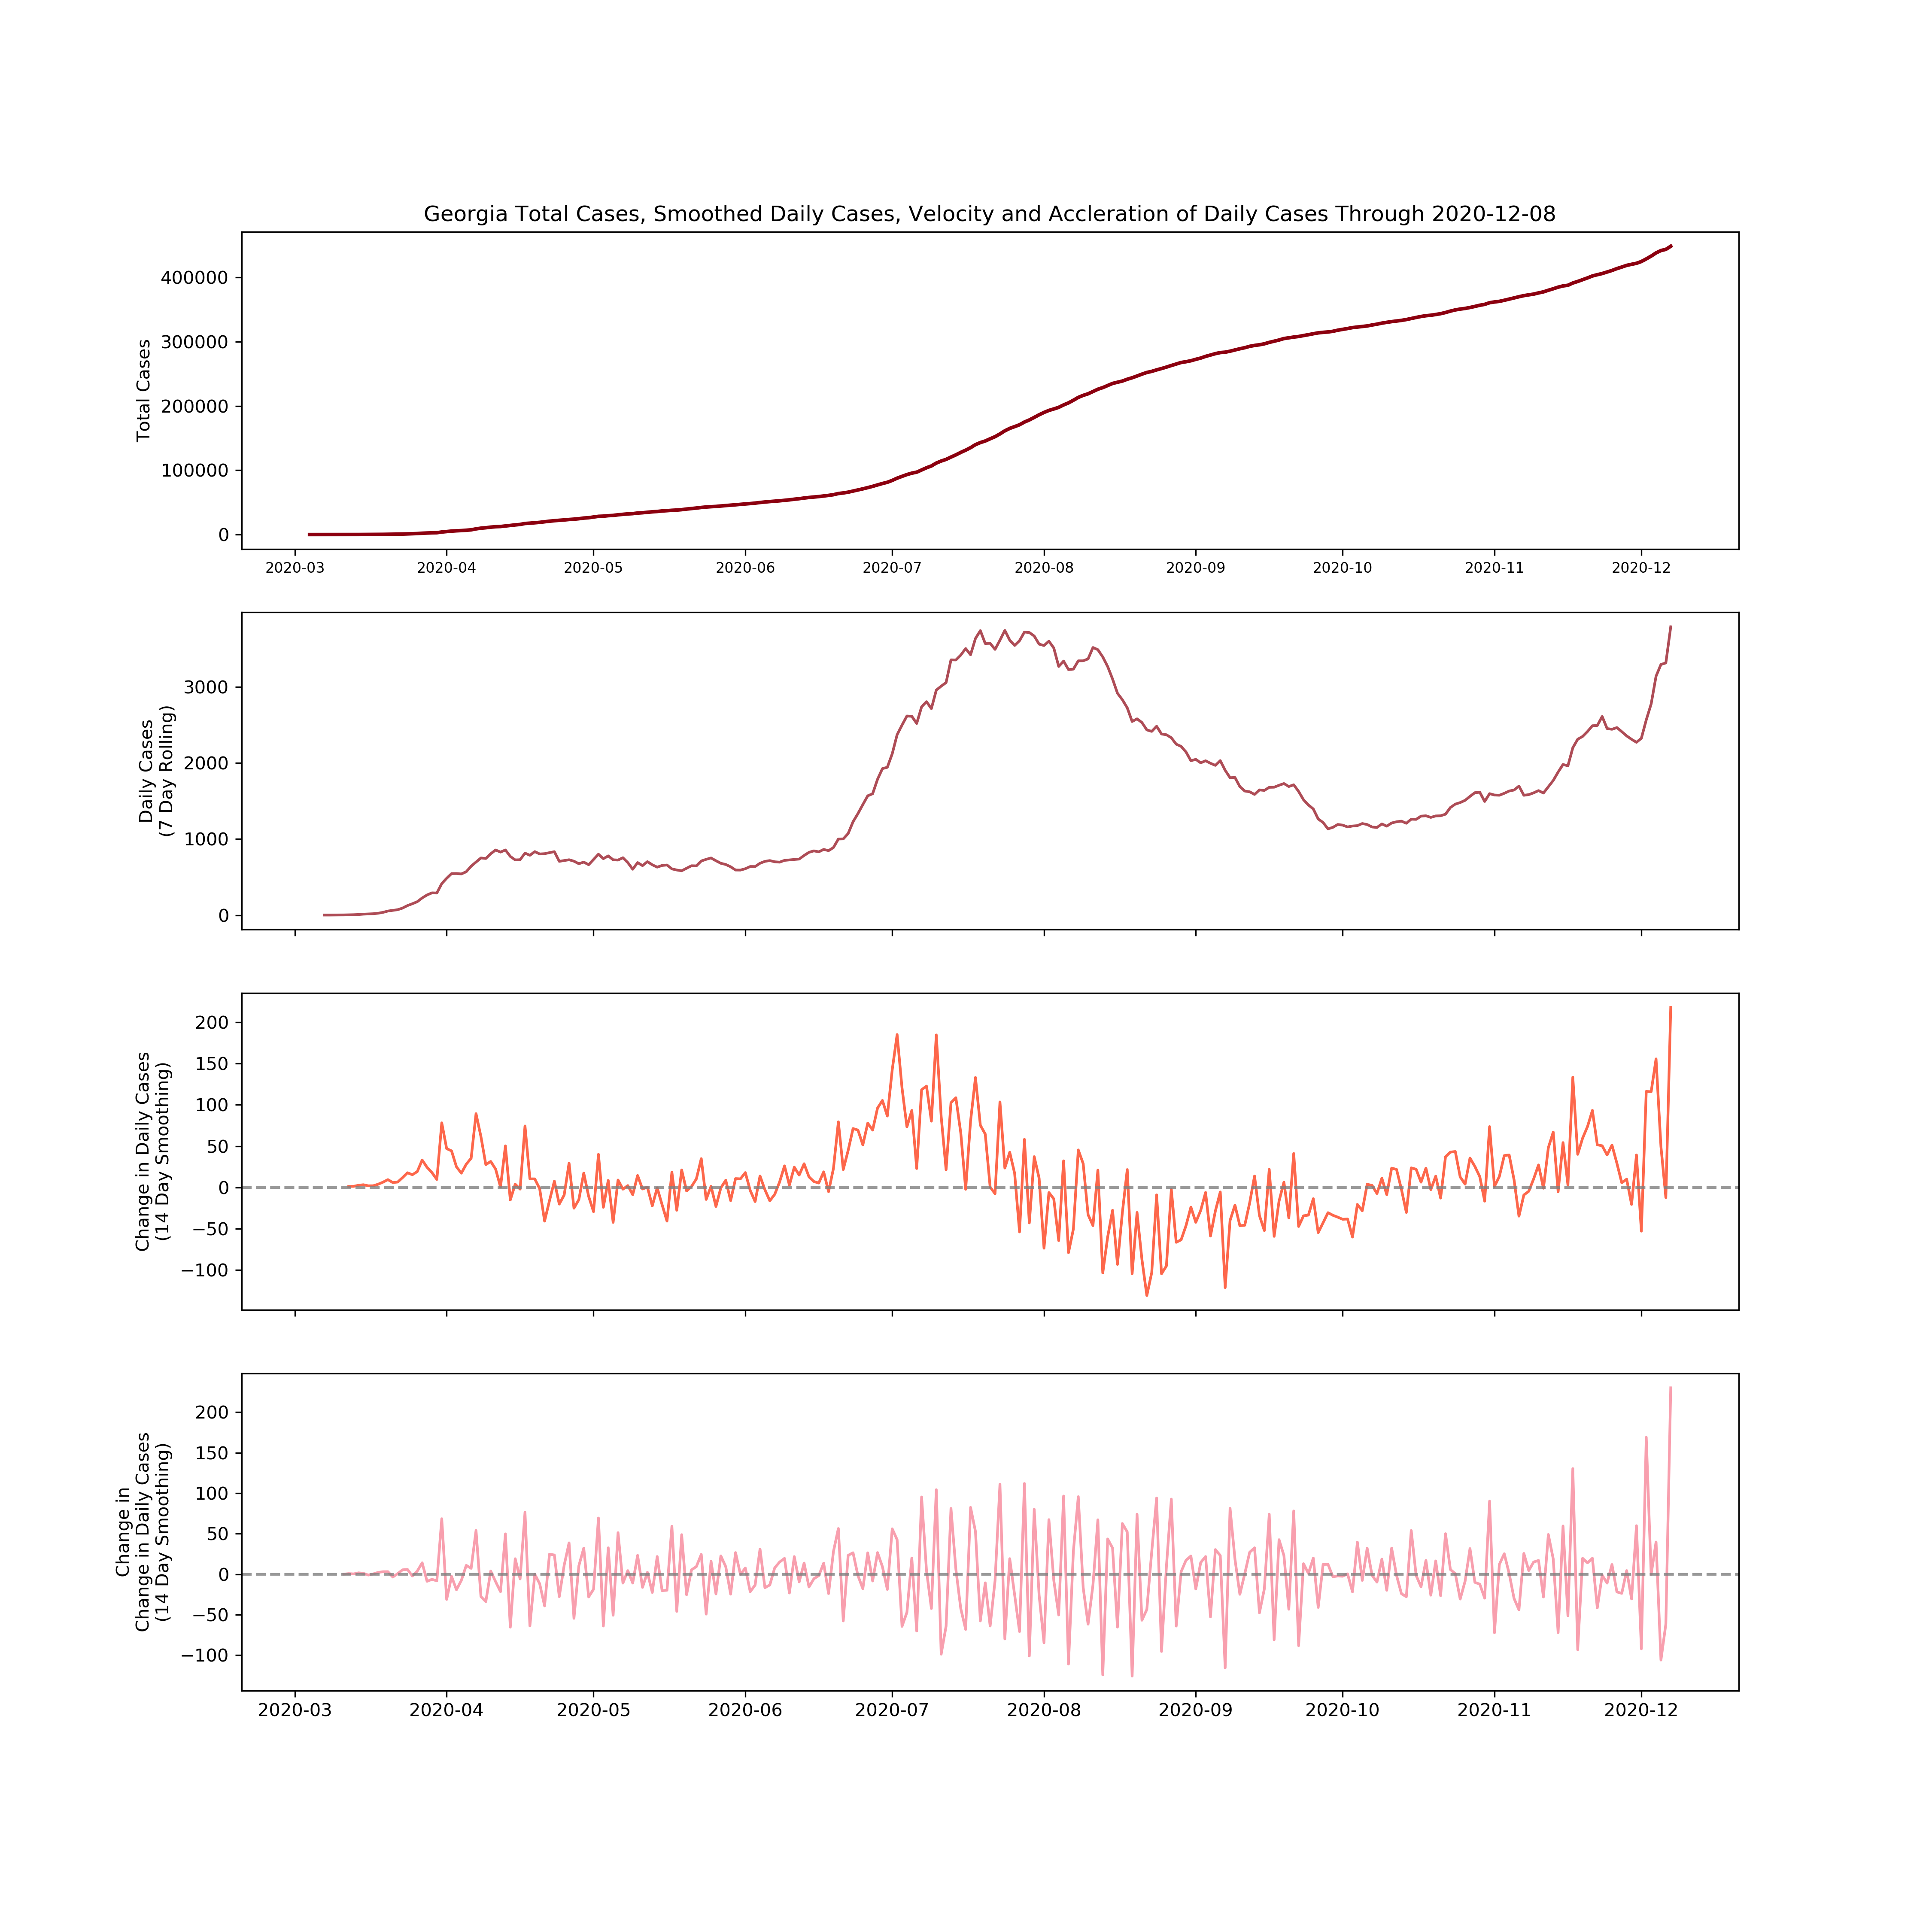 Georgia Total Cases, Smoothed Daily Cases, Velocity and Accleration of Daily Cases Through 2020-12-08
Total Cases
400000
300000
200000
100000
0
2020-03 2020-04 2020-05 2020-06 2020-07 2020-08 2020-09 2020-10 2020-11 2020-12
Daily Cases
(7 Day Rolling)
3000
2000
1000
0
Change in Daily Cases
(14 Day Smoothing)
200
150
100
50
0
−50
−100
Change in
Change in Daily Cases
(14 Day Smoothing)
200
150
100
50
0
−50
−100
2020-03 2020-04 2020-05 2020-06 2020-07 2020-08 2020-09 2020-10 2020-11 2020-12